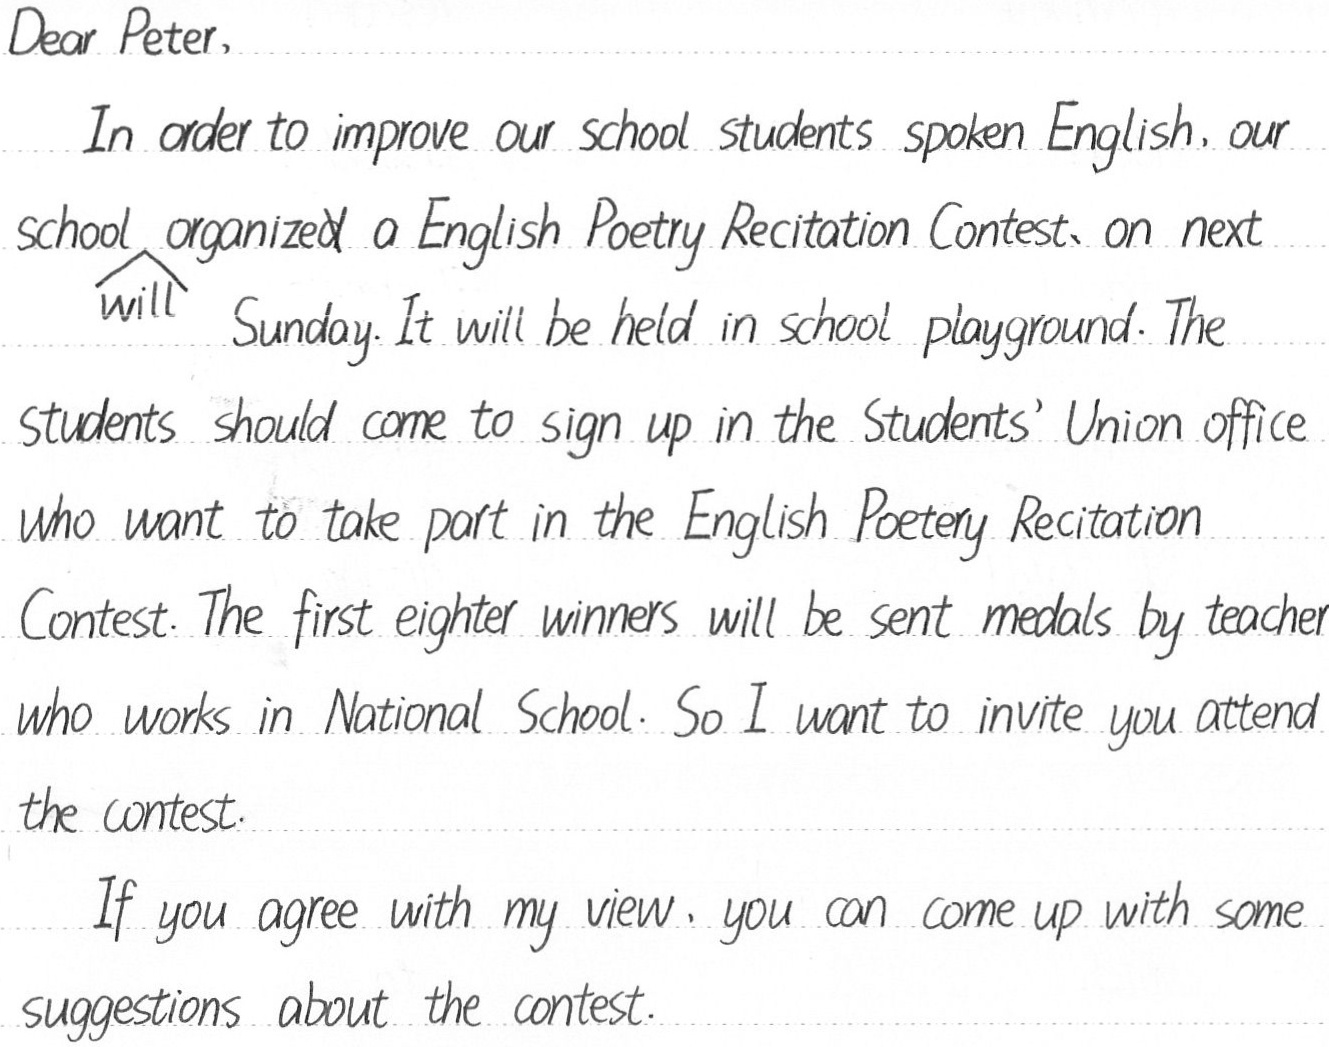 Dear Peter,
In order to improve our school students spoken English, our
school will organize a English Poetry Recitation Contest, on next
Sunday. It will be held in school playground. The
students should come to sign up in the Students' Union office
who want to take part in the English Poetery Recitation
Contest. The first eighter winners will be sent medals by teacher
who works in National School. So I want to invite you attend
the contest.
If you agree with my view, you can come up with some
suggestions about the contest.